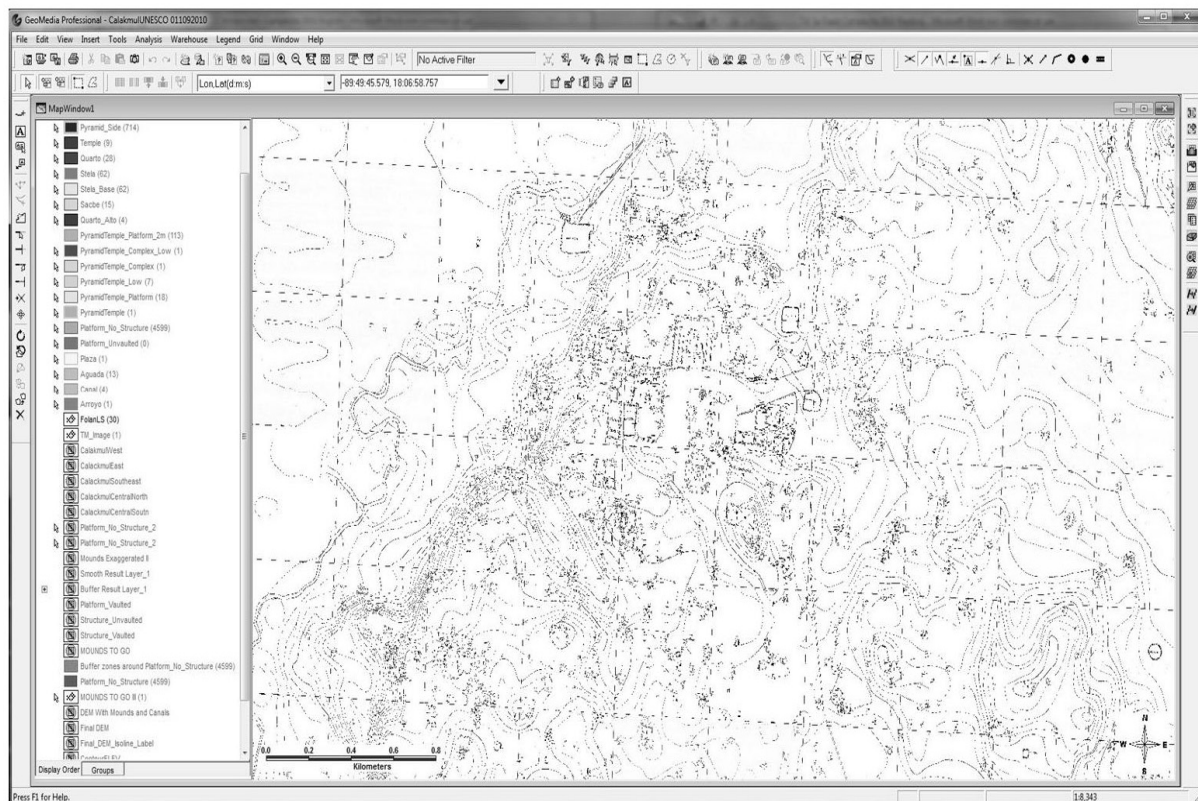 GeoMedia Professional - CalakmulUNESCO 011092010
File Edit View Insert Tools Analysis Warehouse Legend Grid Window Help
No Active Filter
Lon,Lat(d:m:s)
-89:49:45.579, 18:06:58.757
MapWindow1
Pyramid_Side (714)
Temple (9)
Quarto (28)
Stela (62)
Stela_Base (62)
Sacbe (15)
Quarto_Alto (4)
PyramidTemple_Platform_2m (113)
PyramidTemple_Complex_Low (1)
PyramidTemple_Complex (1)
PyramidTemple_Low (7)
PyramidTemple_Platform (18)
PyramidTemple (1)
Platform_No_Structure (4599)
Platform_Unvaulted (0)
Plaza (1)
Aguada (13)
Canal (4)
Arroyo (1)
FolanLS (30)
TM_Image (1)
CalakmulWest
CalackmulEast
CalackmulSoutheast
CalackmulCentralNorth
CalackmulCentralSouth
Platform_No_Structure_2
Platform_No_Structure_2
Mounds Exaggerated II
Smooth Result Layer_1
Buffer Result Layer_1
Platform_Vaulted
Structure_Unvaulted
Structure_Vaulted
MOUNDS TO GO
Buffer zones around Platform_No_Structure (4599)
Platform_No_Structure (4599)
MOUNDS TO GO II (1)
DEM With Mounds and Canals
Final DEM
Final_DEM_Isoline_Label
Display Order Groups
0.0 0.2 0.4 0.6 0.8
Kilometers
N
W E
S
Press F1 for Help.
1:8,343